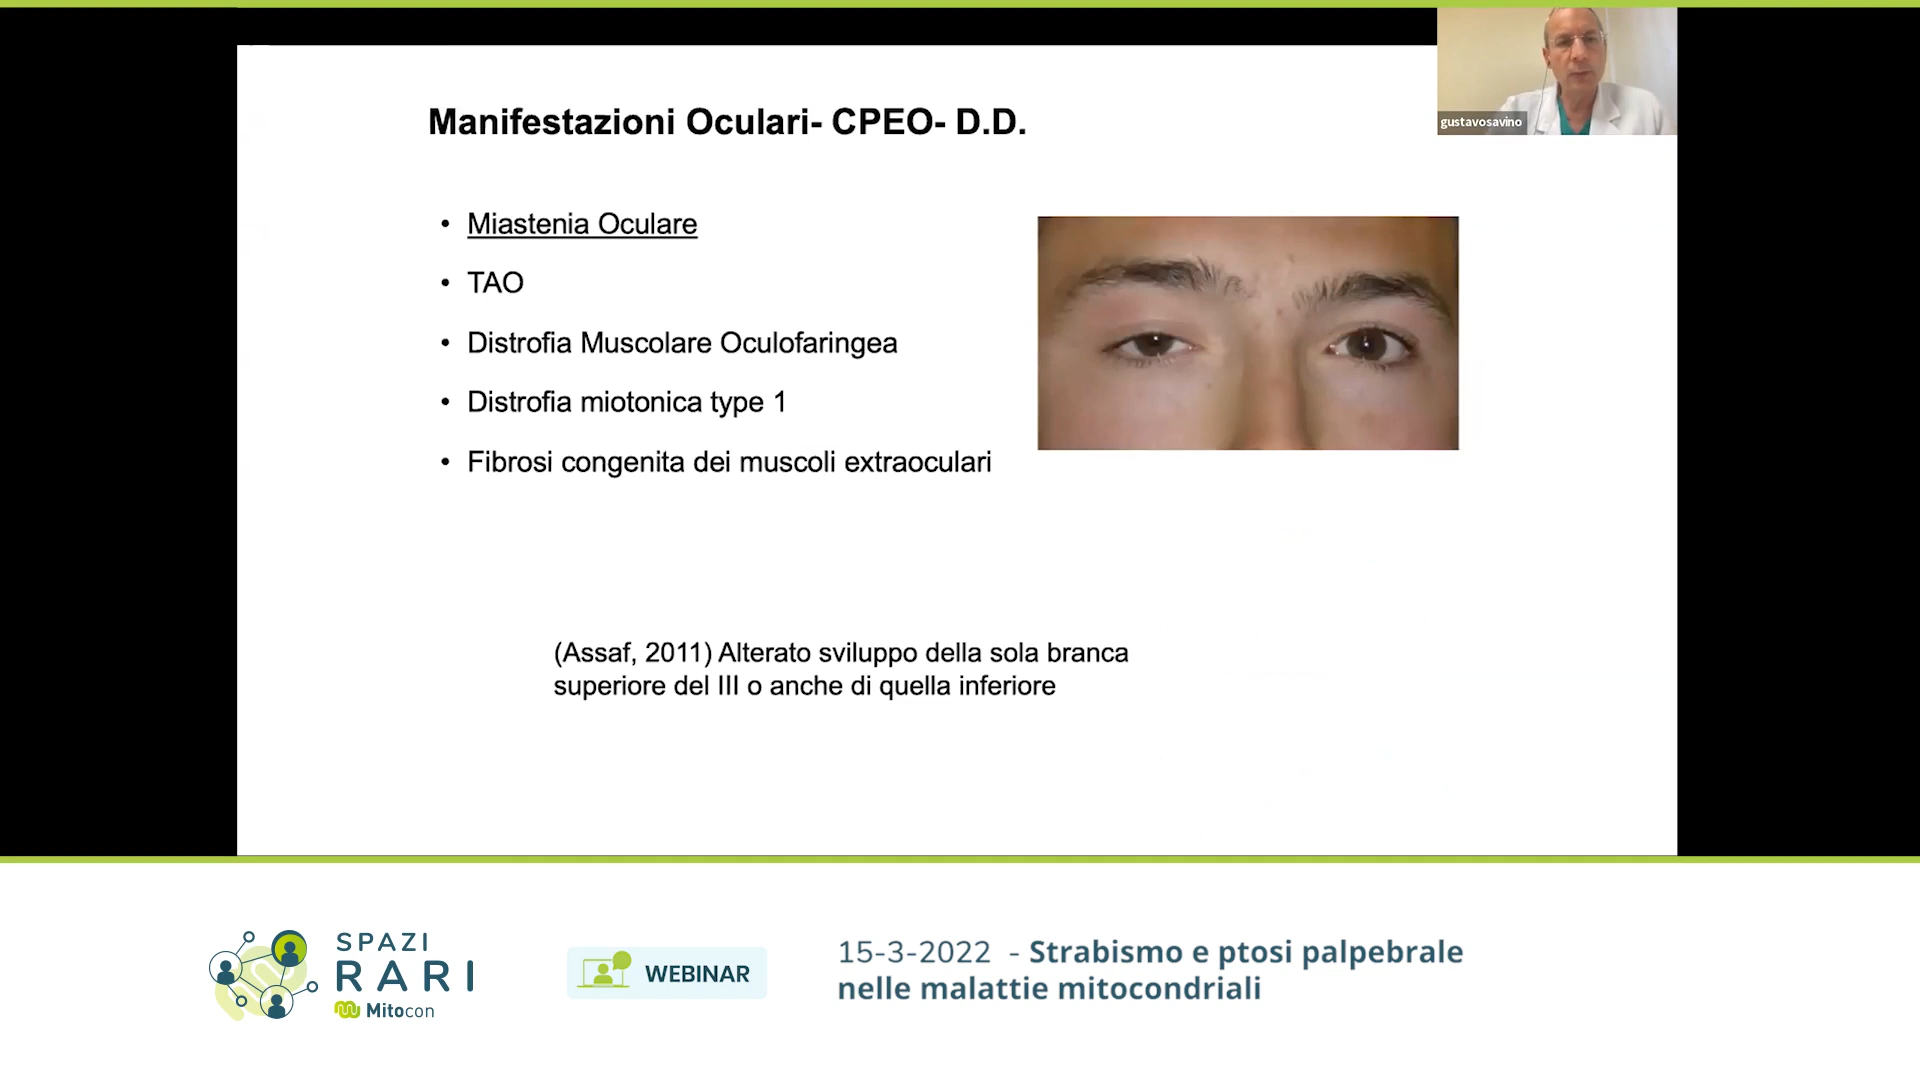 gustavosavino
Manifestazioni Oculari- CPEO- D.D.
• Miastenia Oculare
• TAO
• Distrofia Muscolare Oculofaringea
• Distrofia miotonica type 1
• Fibrosi congenita dei muscoli extraoculari
(Assaf, 2011) Alterato sviluppo della sola branca
superiore del III o anche di quella inferiore
SPAZI
RARI
Mitocon
WEBINAR
15-3-2022 - Strabismo e ptosi palpebrale
nelle malattie mitocondriali